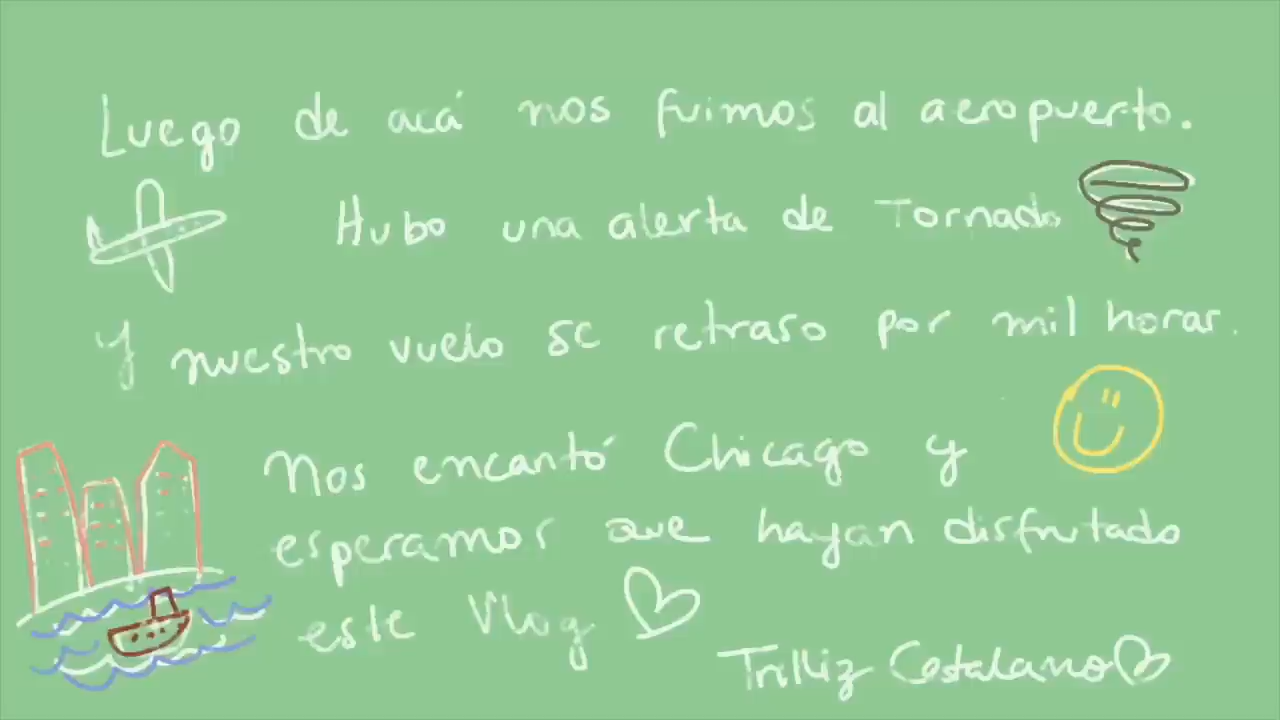 Luego de acá nos fuimos al aeropuerto.
Hubo una alerta de Tornado
y nuestro vuelo se retraso por mil horas.
Nos encantó Chicago y
esperamos que hayan disfrutado
este Vlog
Trilliz Catalano